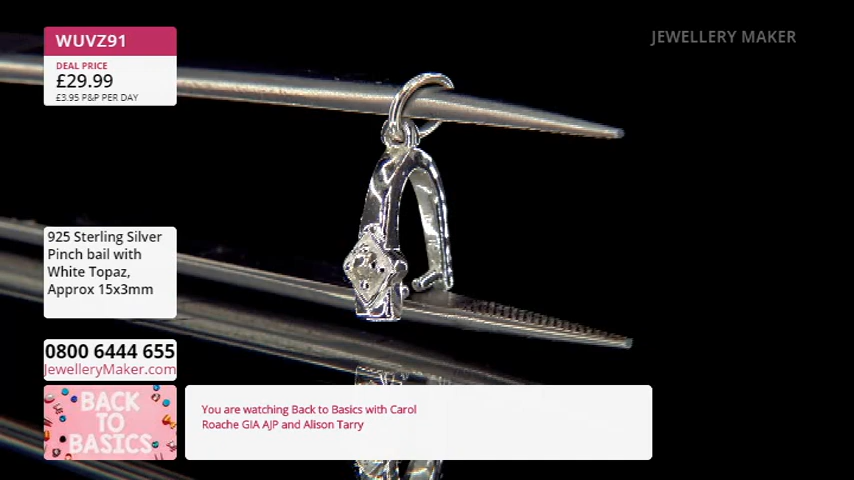 WUVZ91
JEWELLERY MAKER
DEAL PRICE
£29.99
£3.95 P&P PER DAY
925 Sterling Silver
Pinch bail with
White Topaz,
Approx 15x3mm
0800 6444 655
JewelleryMaker.com
BACK
TO
BASICS
You are watching Back to Basics with Carol
Roache GIA AJP and Alison Tarry